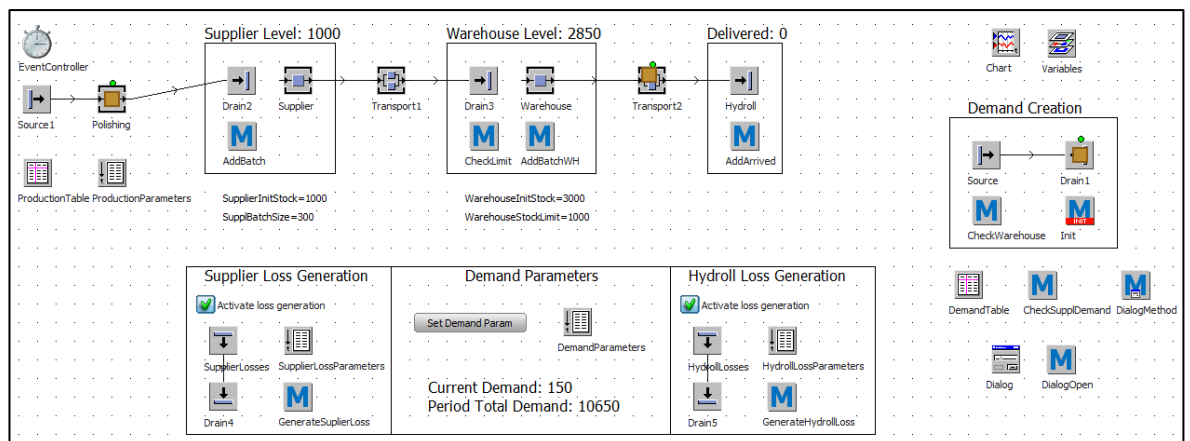 Supplier Level: 1000 Warehouse Level: 2850 Delivered: 0
EventController Chart Variables
Source1 Polishing Drain2 Supplier Transport1 Drain3 Warehouse Transport2 Hydroll
Demand Creation
M M M M
AddBatch CheckLimit AddBatchWH AddArrived
Source Drain1
ProductionTable ProductionParameters SupplierInitStock=1000 WarehouseInitStock=3000
SupplBatchSize=300 WarehouseStockLimit=1000
M M INIT
CheckWarehouse Init
Supplier Loss Generation Demand Parameters Hydroll Loss Generation
Activate loss generation Activate loss generation
M M
DemandTable CheckSupplDemand DialogMethod
Set Demand Param
DemandParameters
SupplierLosses SupplierLossParameters HydrollLosses HydrollLossParameters
M
Dialog DialogOpen
Current Demand: 150
Period Total Demand: 10650
M M
Drain4 GenerateSuplierLoss Drain5 GenerateHydrollLoss